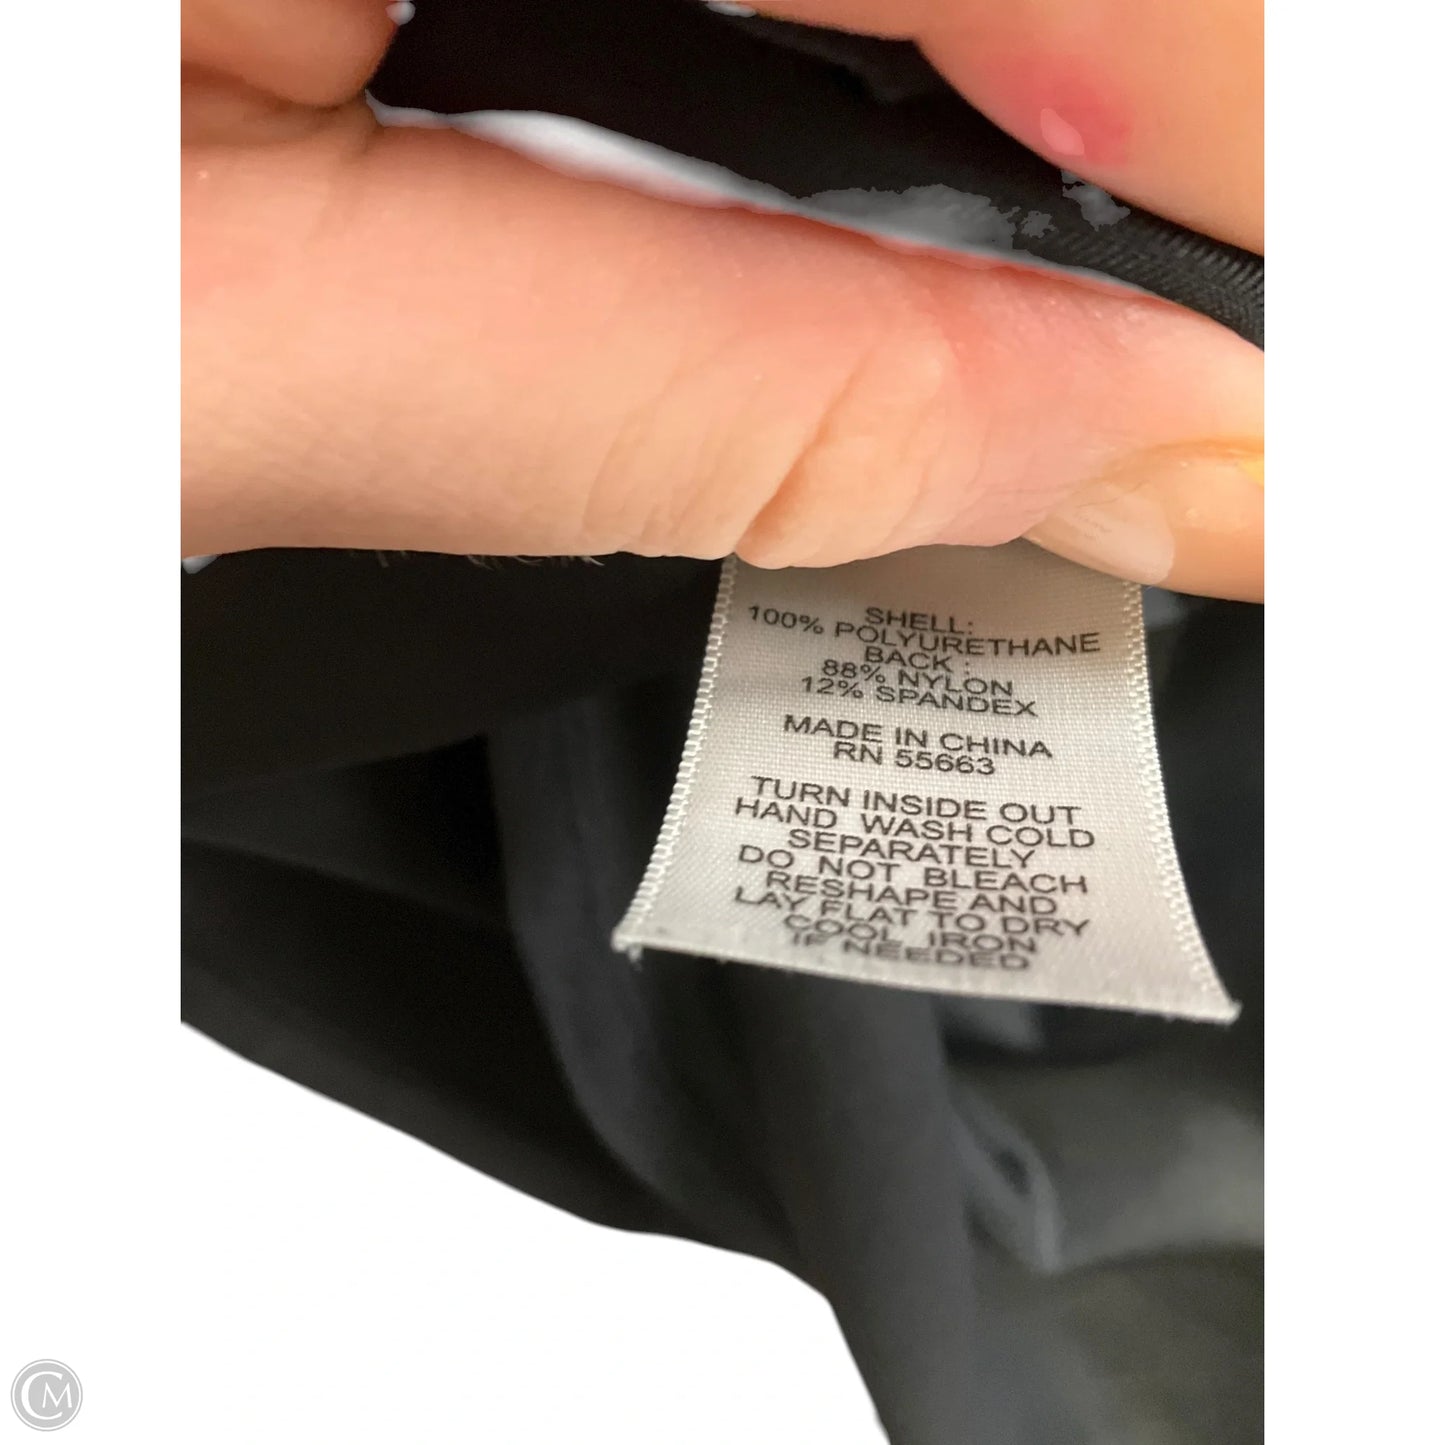 SHELL:
100% POLYURETHANE
BACK :
88% NYLON
12% SPANDEX
MADE IN CHINA
RN 55663
TURN INSIDE OUT
HAND WASH COLD
SEPARATELY
DO NOT BLEACH
RESHAPE AND
LAY FLAT TO DRY
COOL IRON
IF NEEDED
CM